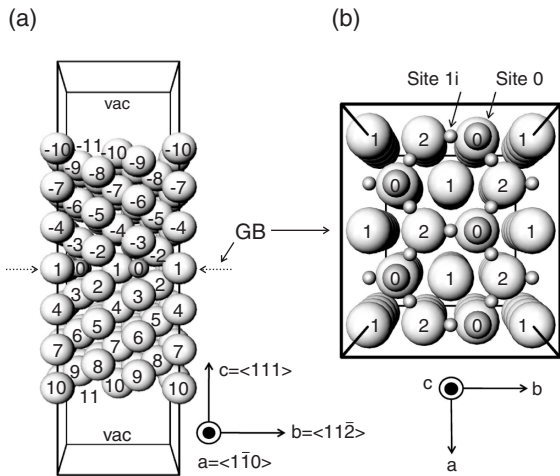 (a)
(b)
vac
Site 1i
Site 0
-10 -11 -10 -9 -10
-9 -8 -8
-7 -7 -7
-6 -5 -6 -5
-4 -4 -4
-3 -2 -3 -2
1 0 1 0 1
3 2 3 2
4 4
6 5 6 5
7 7 7
9 8 9 8
10 10 10
11
vac
GB
c=<111>
b=<112̄>
a=<11̄0>
1 2 0 1
0 1 2
1 2 0 1
0 1 2
1 2 0 1
c
b
a